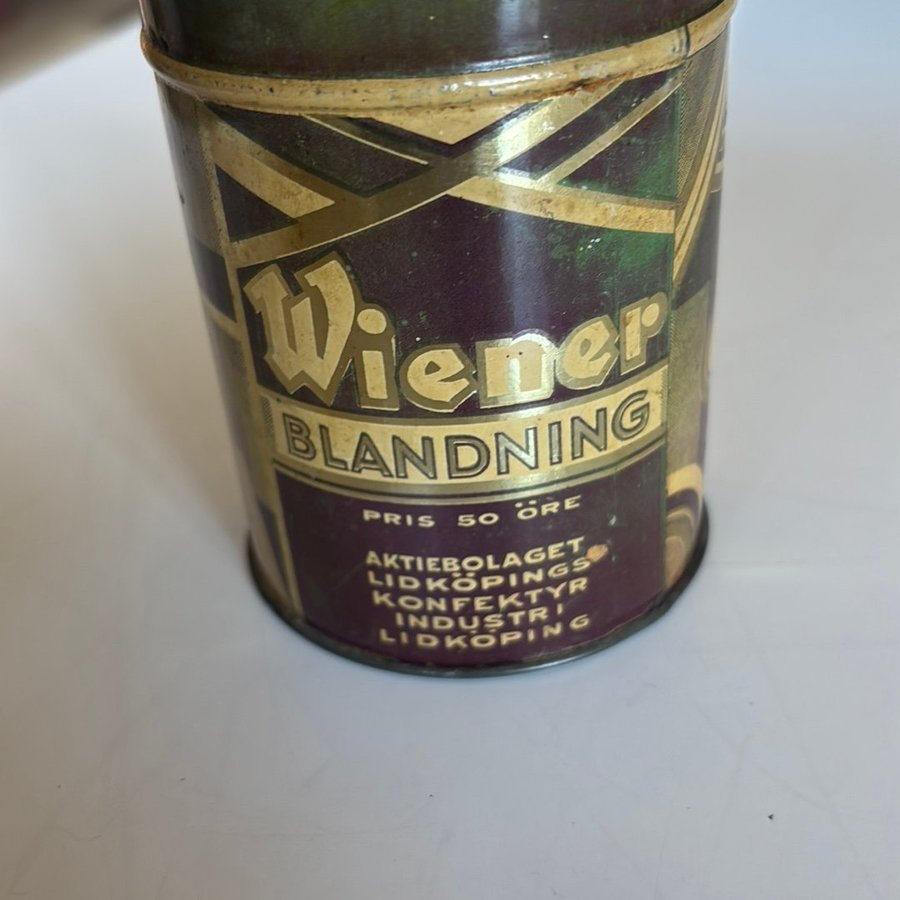 Wiener
BLANDNING
PRIS 50 ÖRE
AKTIEBOLAGET
LIDKÖPINGS
KONFEKTYR
INDUSTRI
LIDKÖPING